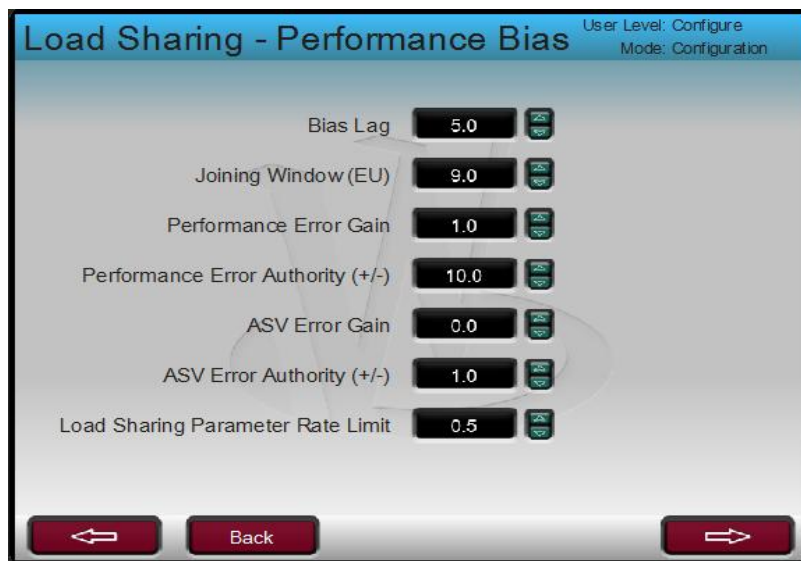 Load Sharing - Performance Bias
User Level: Configure
Mode: Configuration
Bias Lag 5.0
Joining Window (EU) 9.0
Performance Error Gain 1.0
Performance Error Authority (+/-) 10.0
ASV Error Gain 0.0
ASV Error Authority (+/-) 1.0
Load Sharing Parameter Rate Limit 0.5
Back